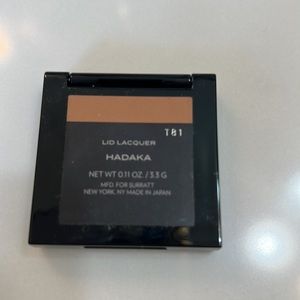 T81
LID LACQUER
HADAKA
NET WT 0.11 OZ. / 3.3 G
MFD. FOR SURRATT
NEW YORK, NY MADE IN JAPAN